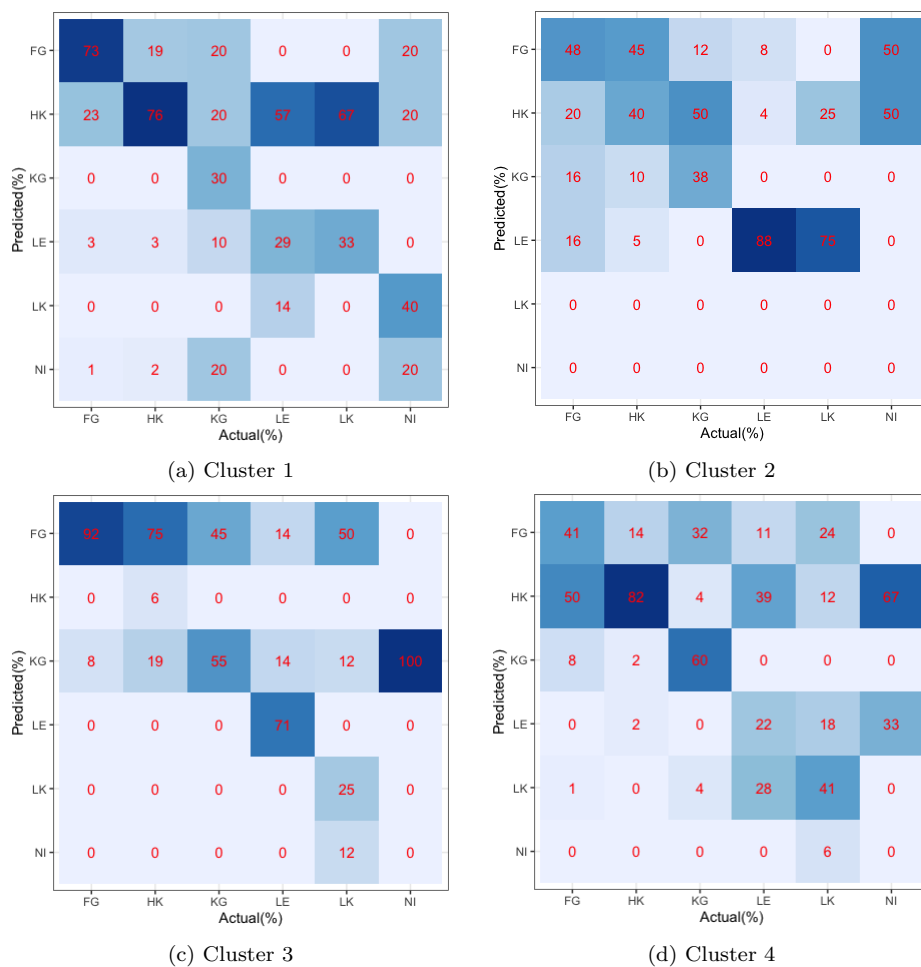 FG 73 19 20 0 0 20
HK 23 76 20 57 67 20
KG 0 0 30 0 0 0
LE 3 3 10 29 33 0
LK 0 0 0 14 0 40
NI 1 2 20 0 0 20
Predicted(%)
FG HK KG LE LK NI
Actual(%)
(a) Cluster 1
FG 48 45 12 8 0 50
HK 20 40 50 4 25 50
KG 16 10 38 0 0 0
LE 16 5 0 88 75 0
LK 0 0 0 0 0 0
NI 0 0 0 0 0 0
Predicted(%)
FG HK KG LE LK NI
Actual(%)
(b) Cluster 2
FG 92 75 45 14 50 0
HK 0 6 0 0 0 0
KG 8 19 55 14 12 100
LE 0 0 0 71 0 0
LK 0 0 0 0 25 0
NI 0 0 0 0 12 0
Predicted(%)
FG HK KG LE LK NI
Actual(%)
(c) Cluster 3
FG 41 14 32 11 24 0
HK 50 82 4 39 12 67
KG 8 2 60 0 0 0
LE 0 2 0 22 18 33
LK 1 0 4 28 41 0
NI 0 0 0 0 6 0
Predicted(%)
FG HK KG LE LK NI
Actual(%)
(d) Cluster 4